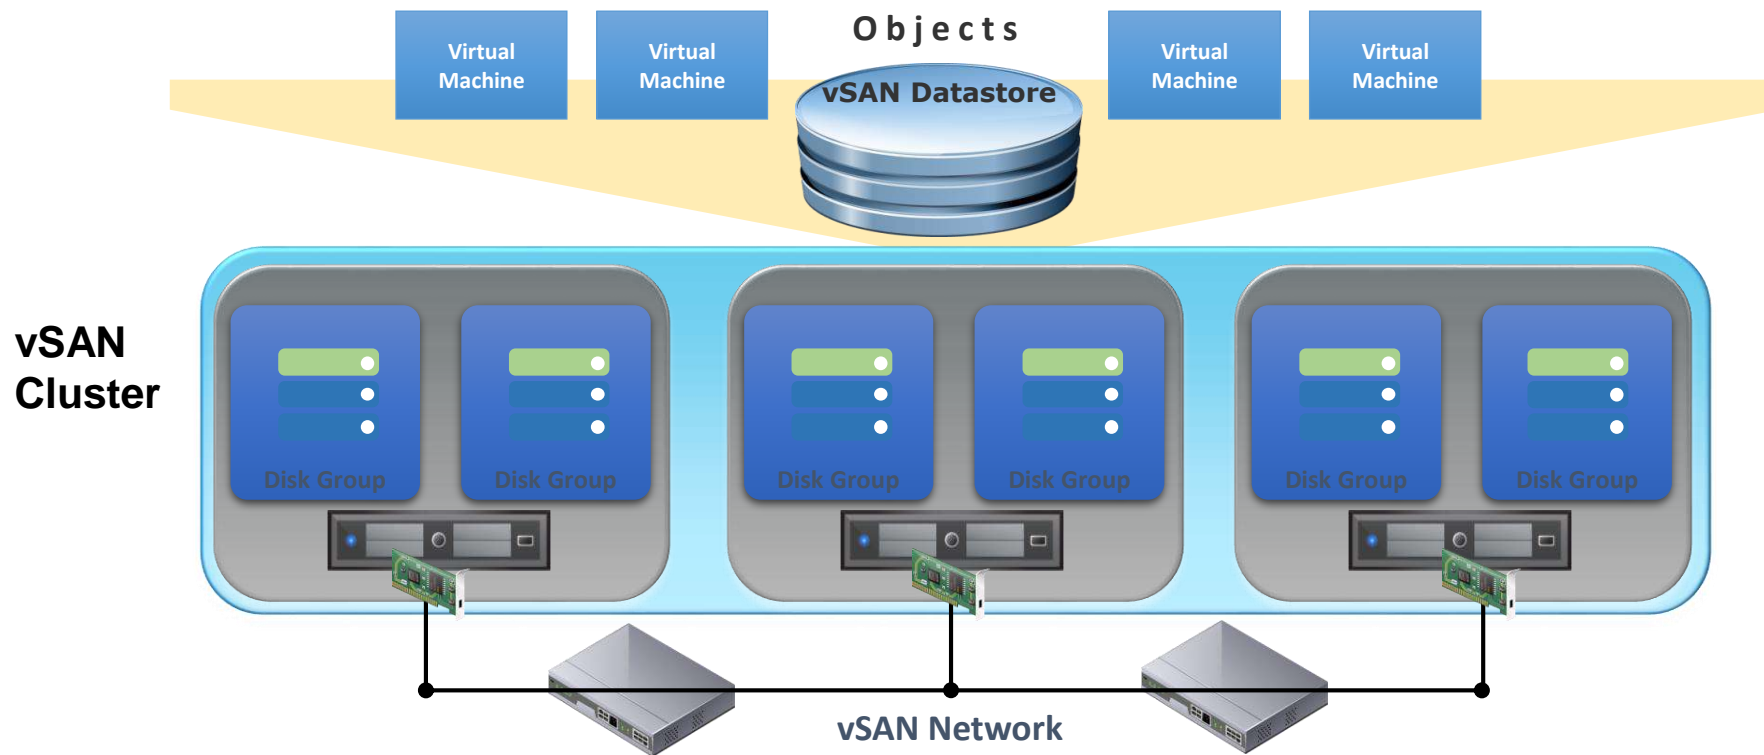 Objects
Virtual
Machine
Virtual
Machine
vSAN Datastore
Virtual
Machine
Virtual
Machine
vSAN
Cluster
Disk Group
Disk Group
Disk Group
Disk Group
Disk Group
Disk Group
vSAN Network